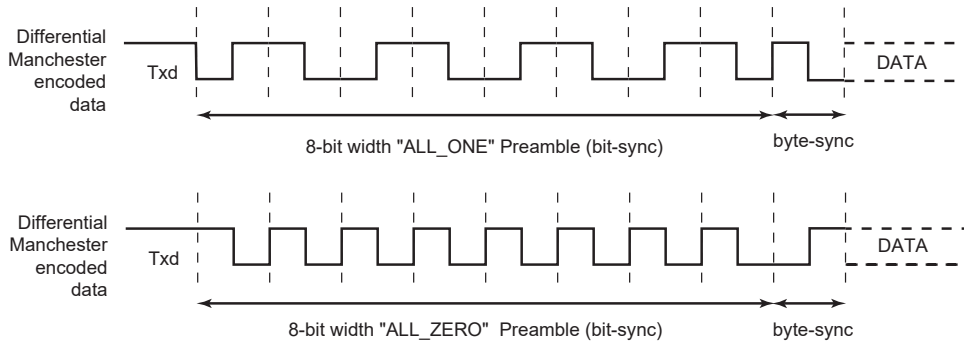 Differential
Manchester
encoded
data
Txd
DATA
8-bit width "ALL_ONE" Preamble (bit-sync)
byte-sync
Differential
Manchester
encoded
data
Txd
DATA
8-bit width "ALL_ZERO" Preamble (bit-sync)
byte-sync